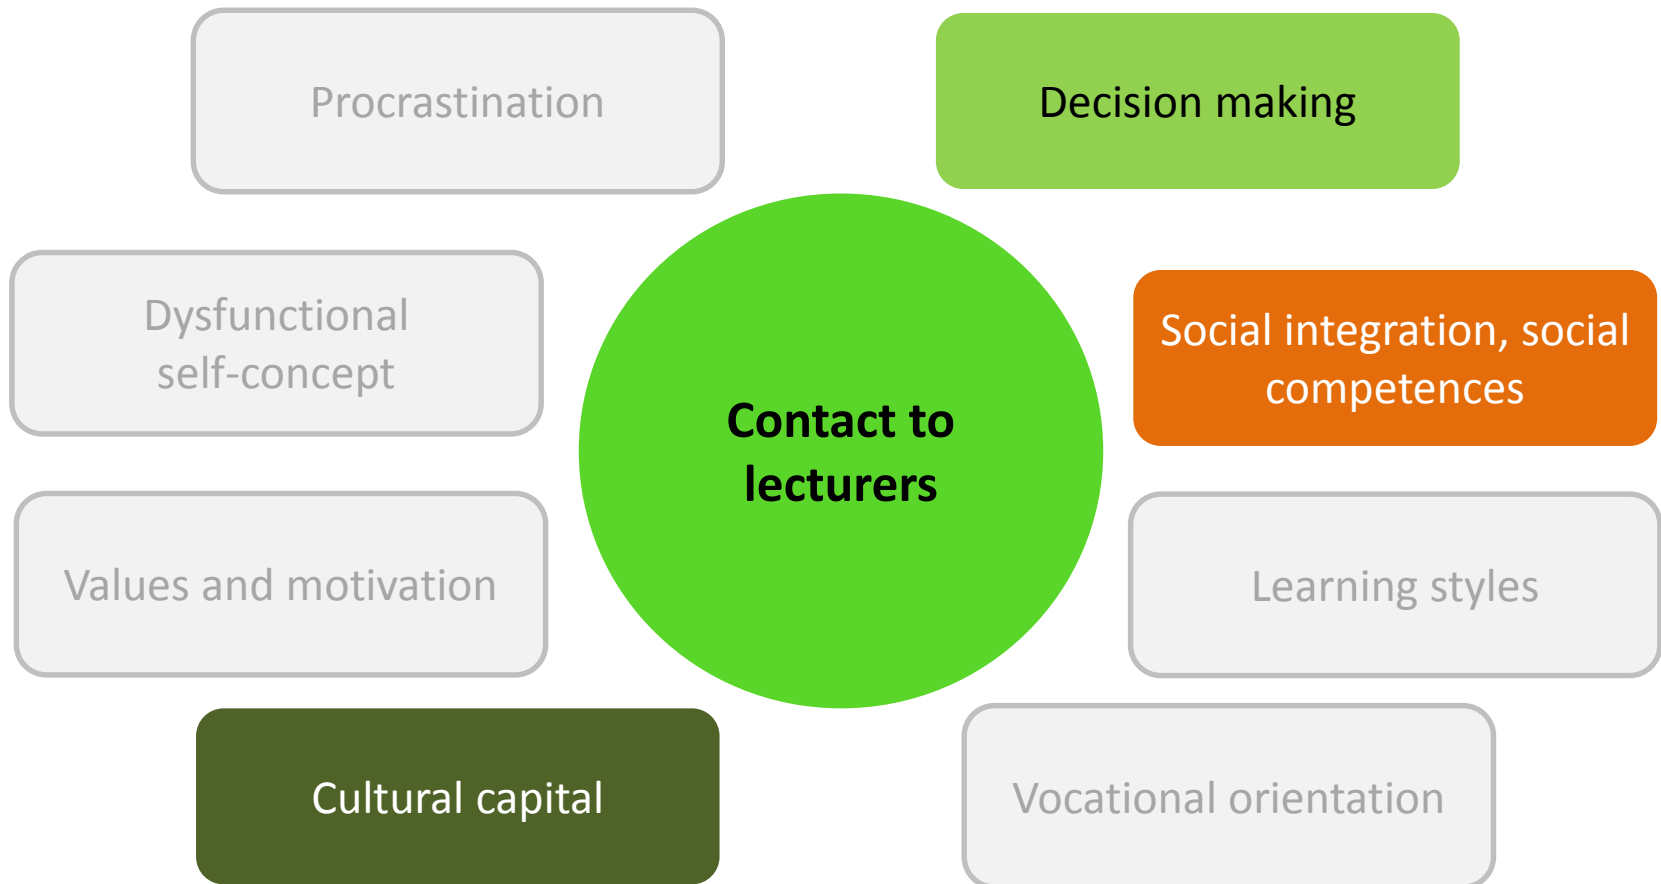 Procrastination
Decision making
Dysfunctional
self-concept
Social integration, social
competences
Contact to
lecturers
Values and motivation
Learning styles
Cultural capital
Vocational orientation